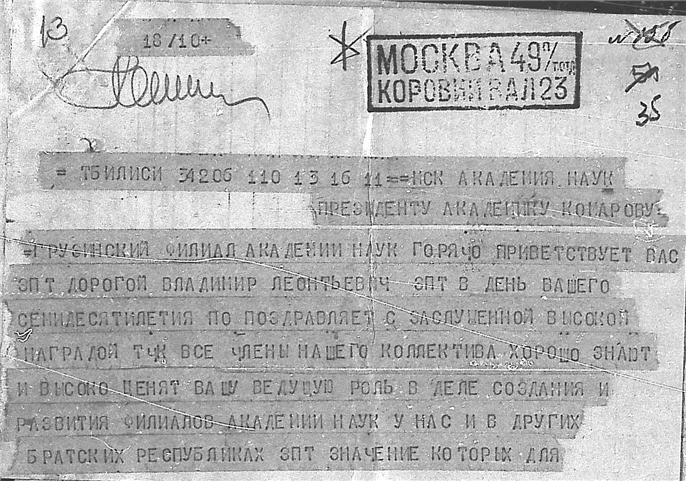 13
18/10+
МОСКВА 49 п/отд
КОРОВИЙ ВАЛ 23
35
= ТБИЛИСИ 34206 110 13 16 11 == МСК АКАДЕМИЯ НАУК
ПРЕЗИДЕНТУ АКАДЕМИКУ КОМАРОВУ=
=ГРУЗИНСКИЙ ФИЛИАЛ АКАДЕМИИ НАУК ГОРЯЧО ПРИВЕТСТВУЕТ ВАС
ЗПТ ДОРОГОЙ ВЛАДИМИР ЛЕОНТЬЕВИЧ ЗПТ В ДЕНЬ ВАШЕГО
СЕМИДЕСЯТИЛЕТИЯ ПО ПОЗДРАВЛЯЕТ С ЗАСЛУЖЕННОЙ ВЫСОКОЙ
НАГРАДОЙ ТЧК ВСЕ ЧЛЕНЫ НАШЕГО КОЛЛЕКТИВА ХОРОШО ЗНАЮТ
И ВЫСОКО ЦЕНЯТ ВАШУ ВЕДУЩУЮ РОЛЬ В ДЕЛЕ СОЗДАНИЯ И
РАЗВИТИЯ ФИЛИАЛОВ АКАДЕМИИ НАУК У НАС И В ДРУГИХ
БРАТСКИХ РЕСПУБЛИКАХ ЗПТ ЗНАЧЕНИЕ КОТОРЫХ ДЛЯ